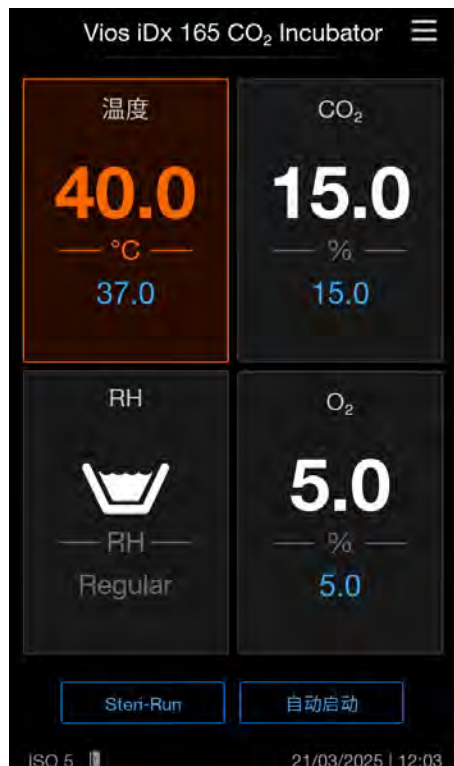 Vios iDx 165 CO₂ Incubator
温度
40.0
°C
37.0
CO₂
15.0
%
15.0
RH
RH
Regular
O₂
5.0
%
5.0
Steri-Run
自动启动
ISO 5
21/03/2025 | 12:03